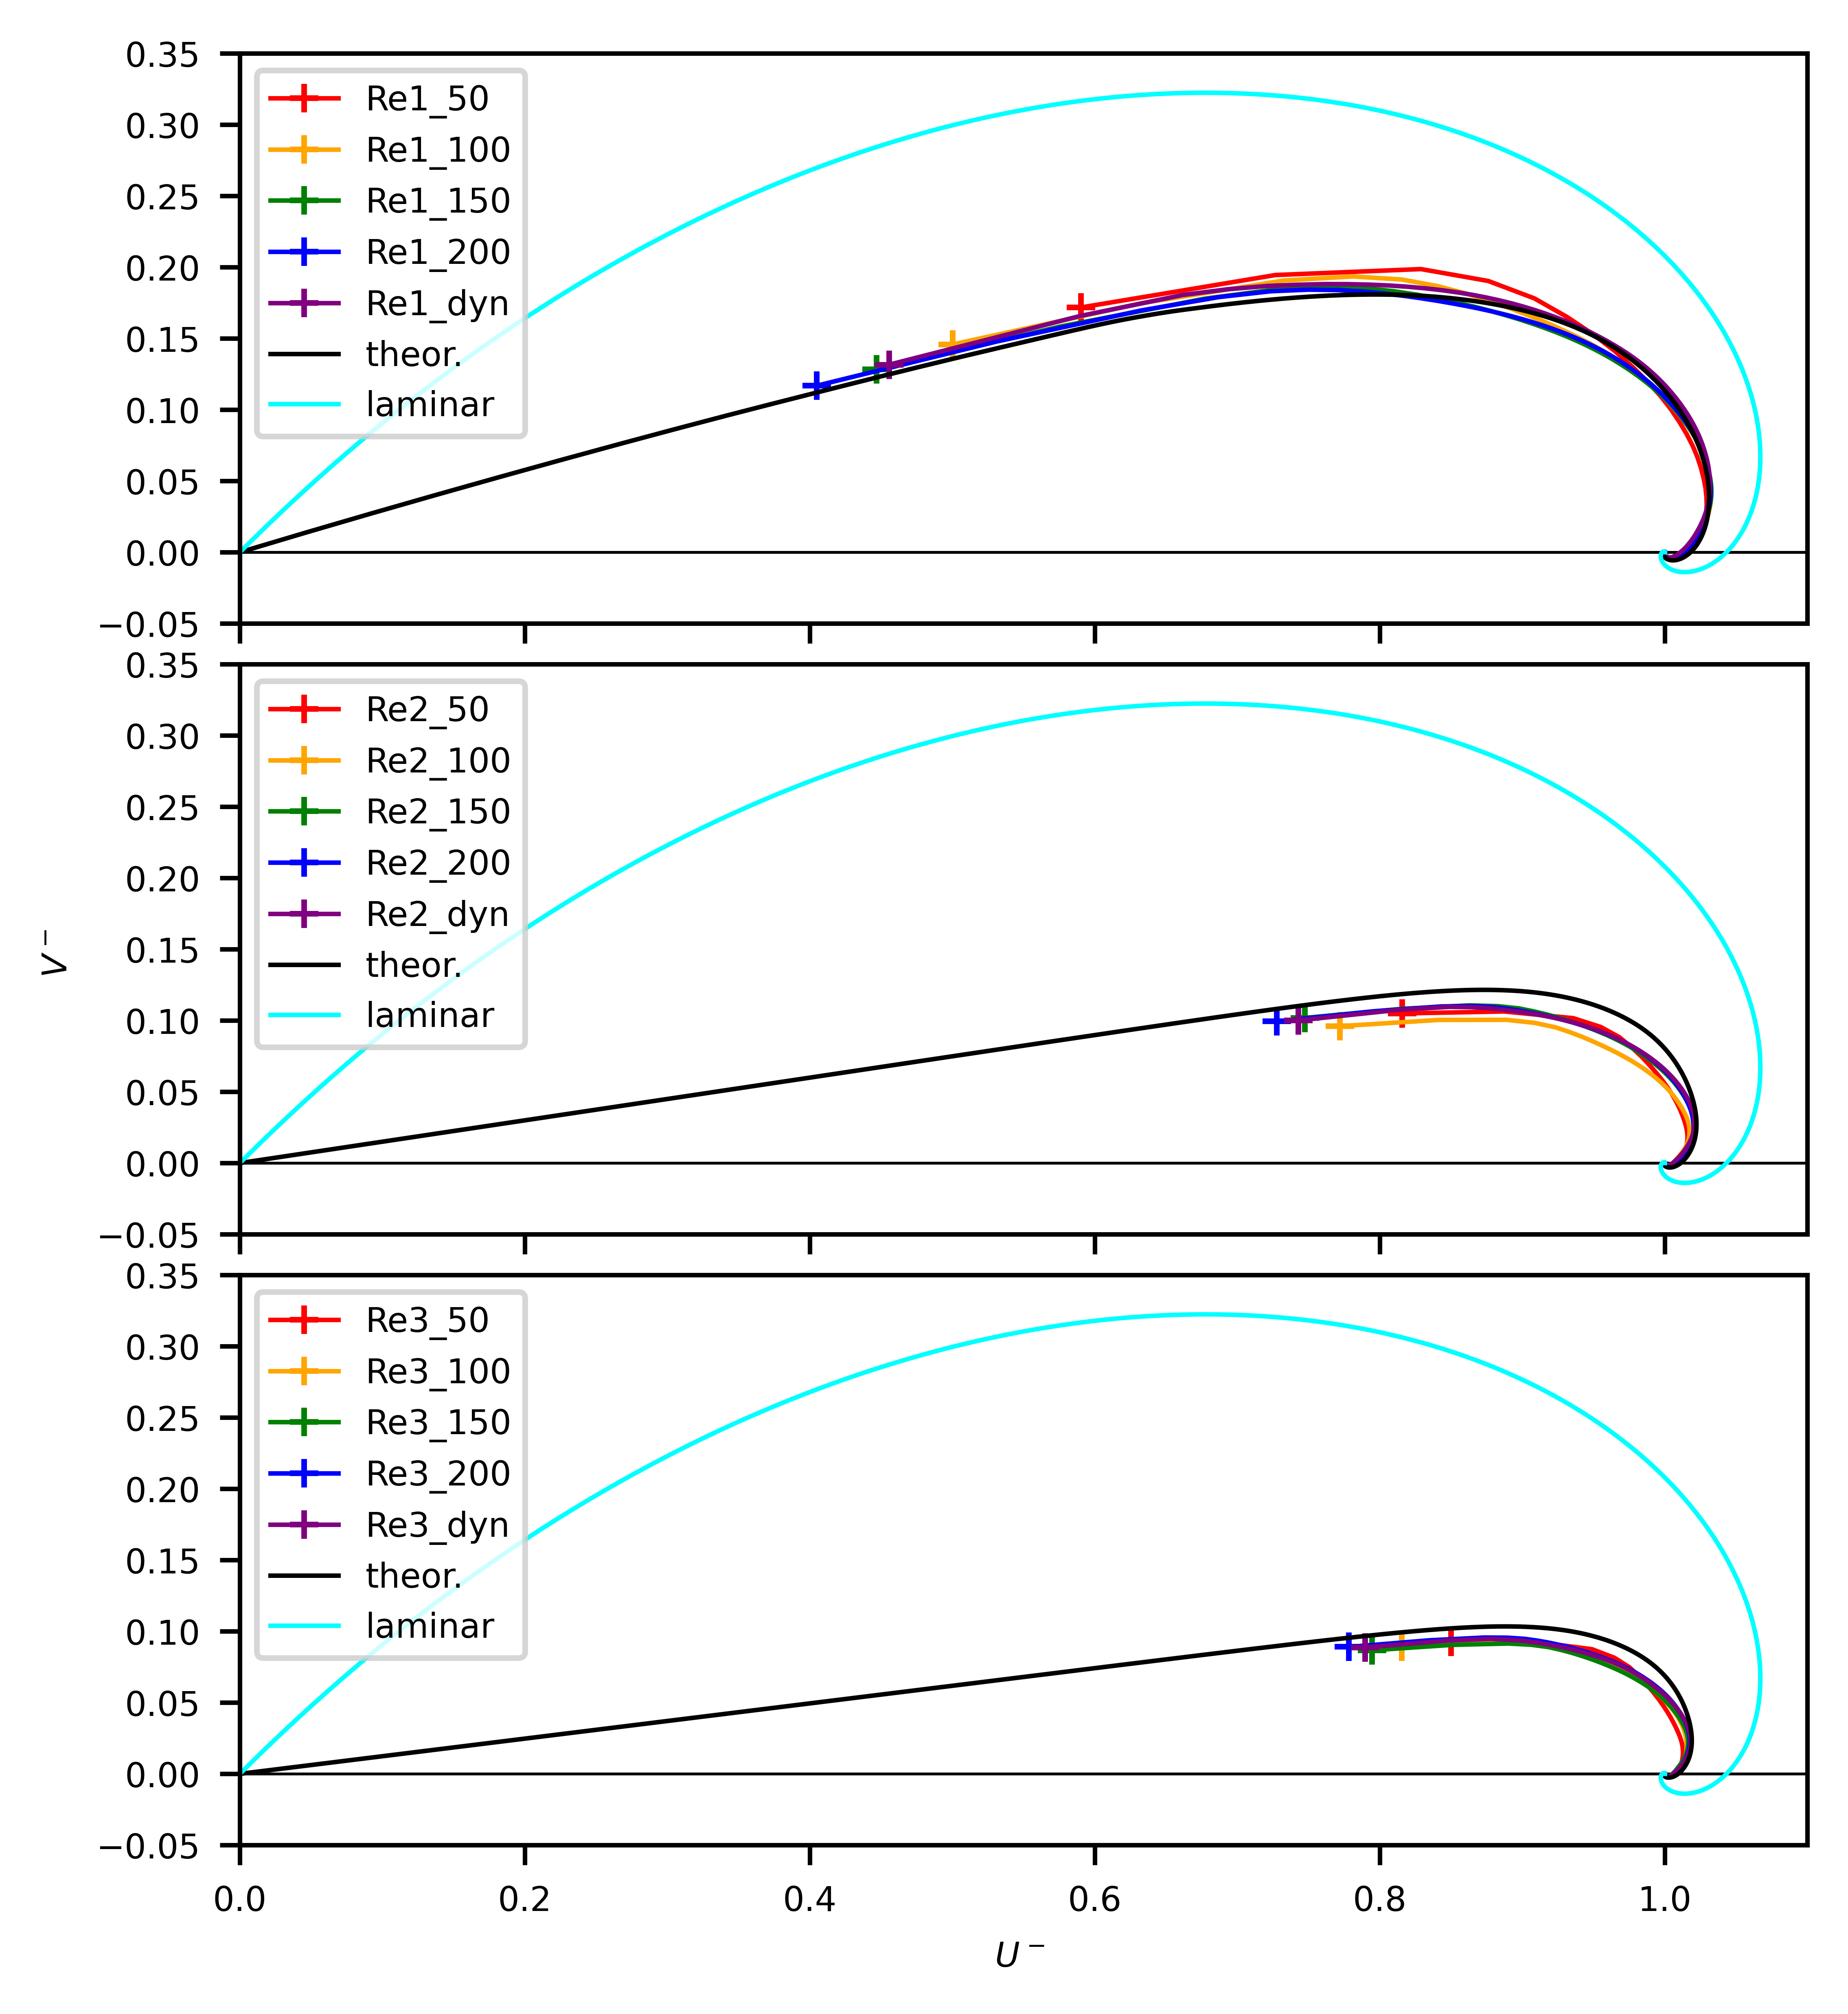 0.35
0.30
0.25
0.20
0.15
0.10
0.05
0.00
−0.05
Re1_50
Re1_100
Re1_150
Re1_200
Re1_dyn
theor.
laminar
0.35
0.30
0.25
0.20
0.15
0.10
0.05
0.00
−0.05
Re2_50
Re2_100
Re2_150
Re2_200
Re2_dyn
theor.
laminar
V⁻
0.35
0.30
0.25
0.20
0.15
0.10
0.05
0.00
−0.05
Re3_50
Re3_100
Re3_150
Re3_200
Re3_dyn
theor.
laminar
0.0 0.2 0.4 0.6 0.8 1.0
U⁻